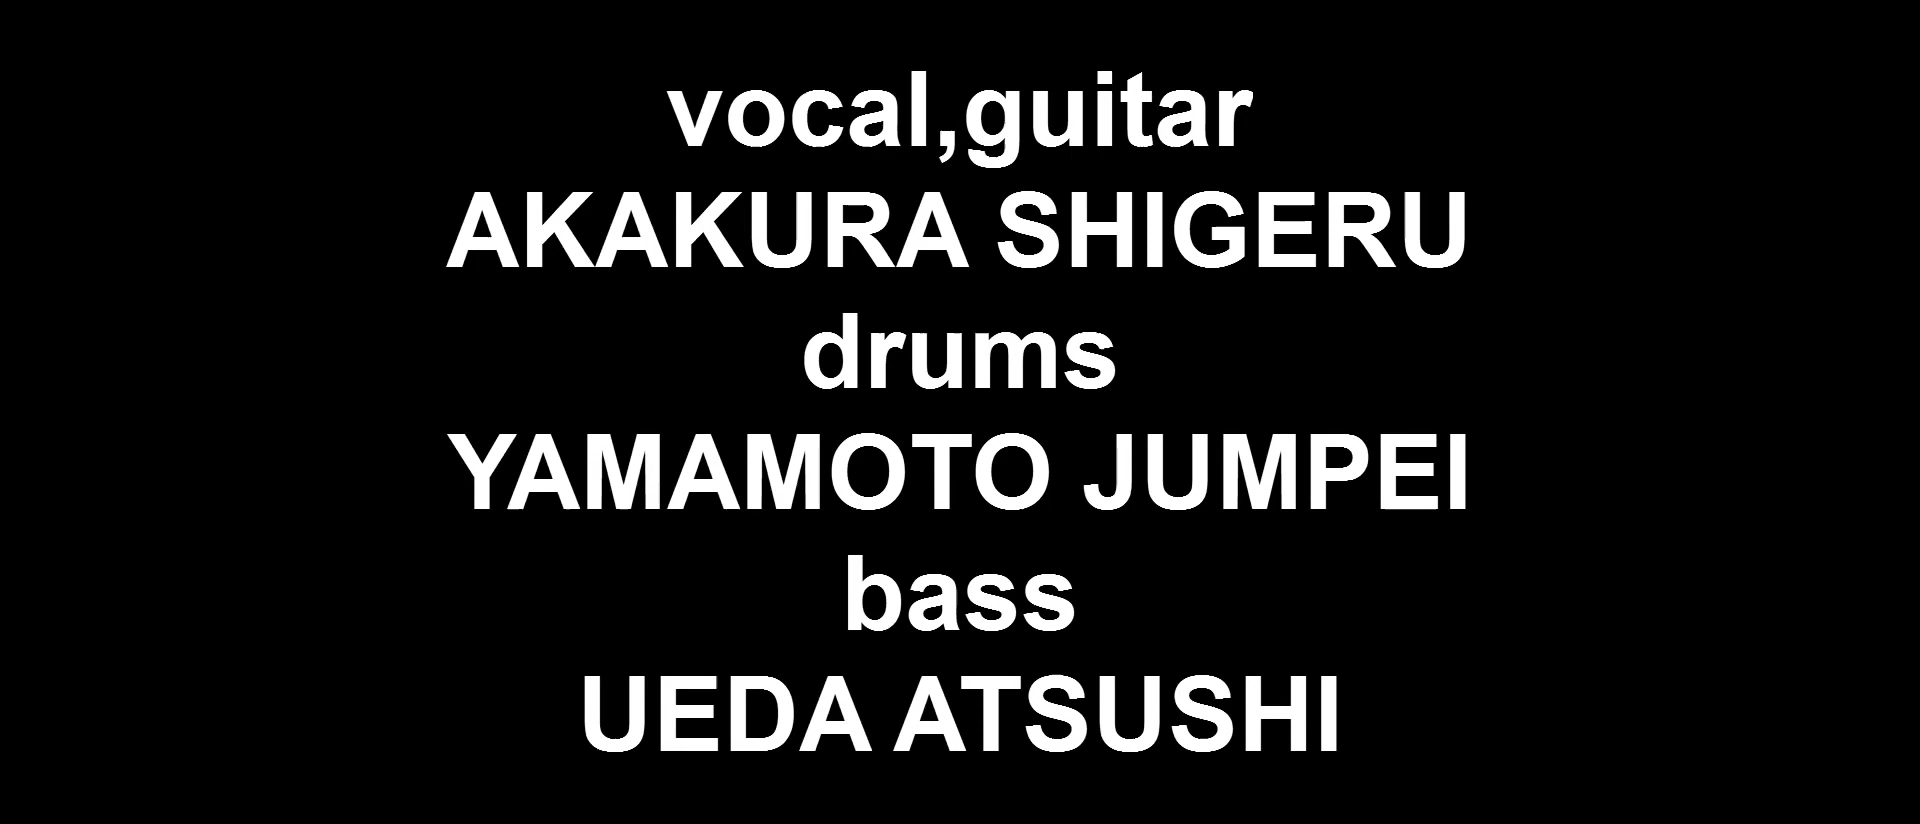 vocal,guitar
AKAKURA SHIGERU
drums
YAMAMOTO JUMPEI
bass
UEDA ATSUSHI